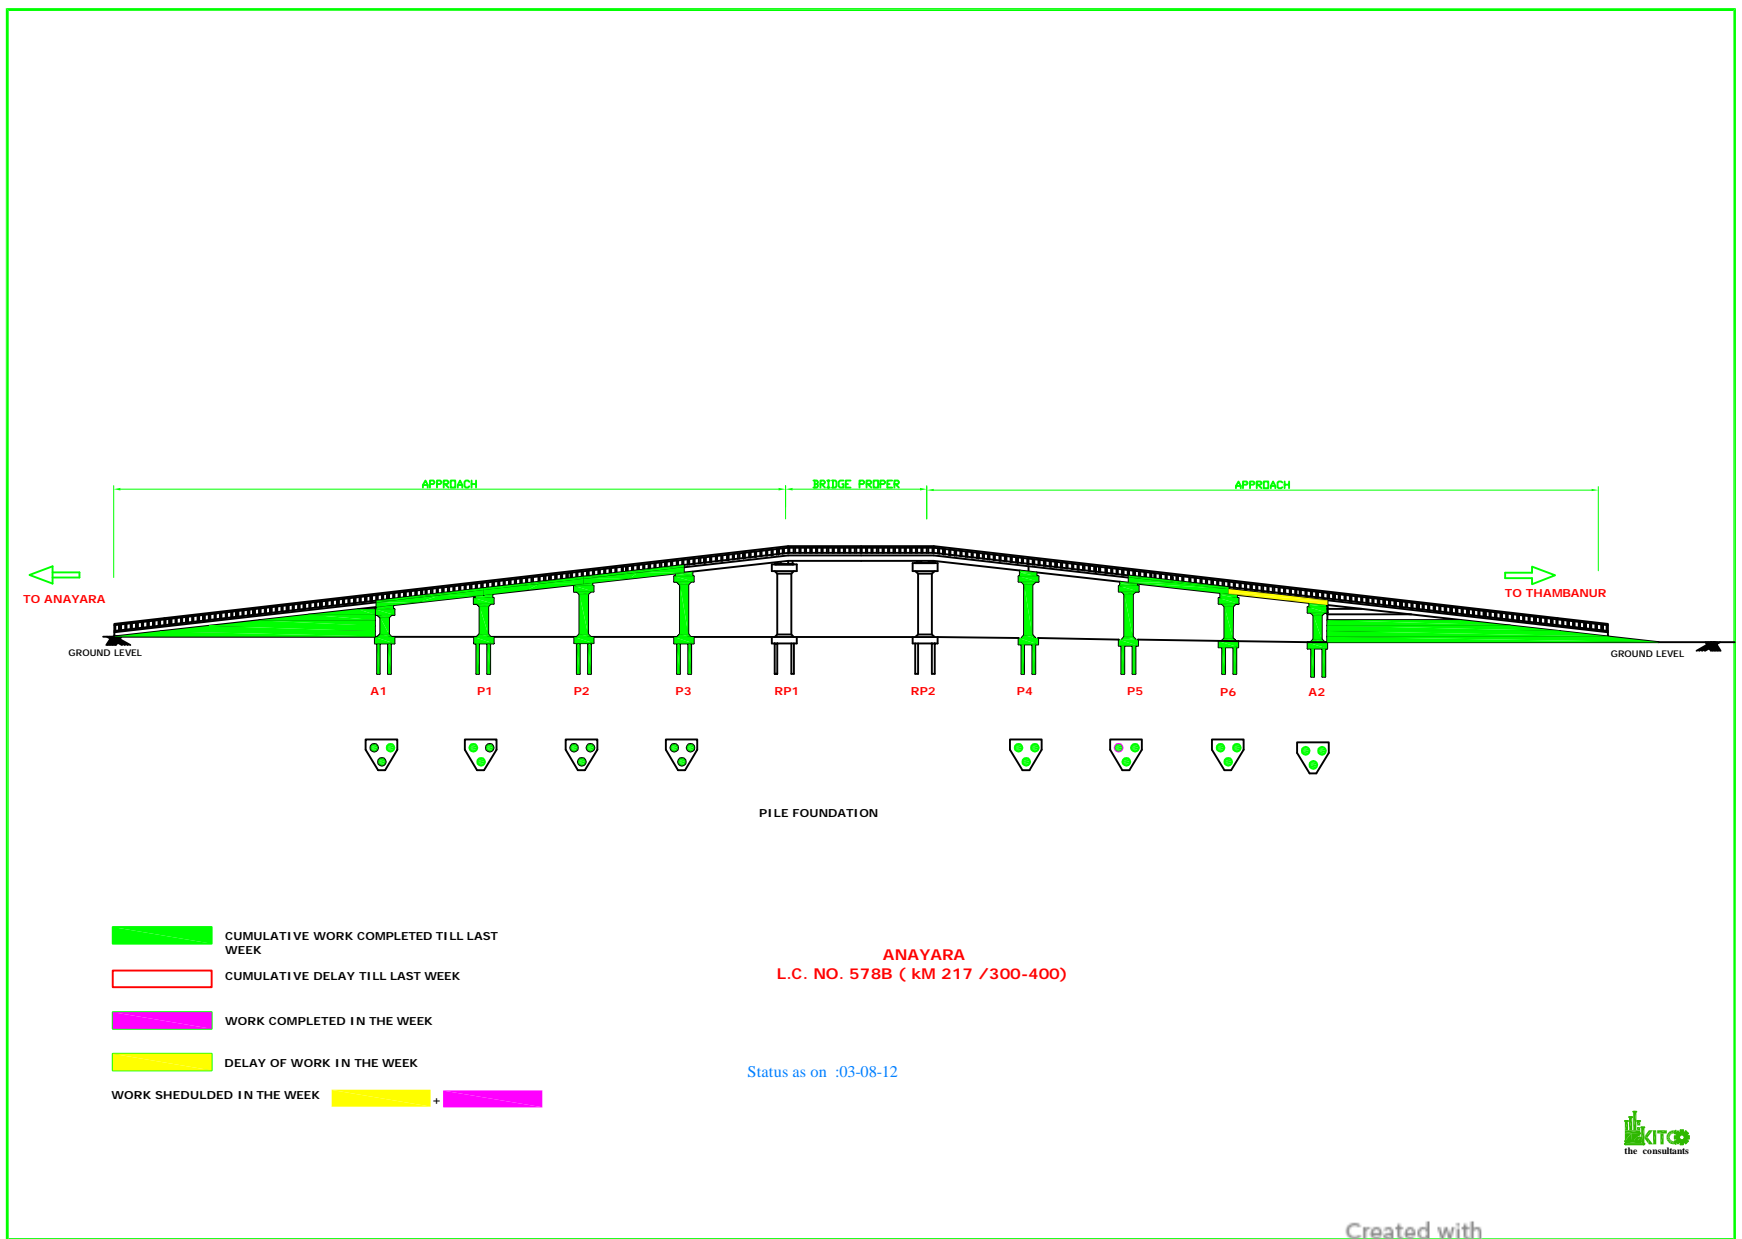 APPROACH
BRIDGE PROPER
APPROACH
TO ANAYARA
TO THAMBANUR
GROUND LEVEL
GROUND LEVEL
A1
P1
P2
P3
RP1
RP2
P4
P5
P6
A2
PILE FOUNDATION
CUMULATIVE WORK COMPLETED TILL LAST
WEEK
CUMULATIVE DELAY TILL LAST WEEK
WORK COMPLETED IN THE WEEK
DELAY OF WORK IN THE WEEK
WORK SHEDULDED IN THE WEEK +
ANAYARA
L.C. NO. 578B ( kM 217 /300-400)
Status as on :03-08-12
KITCO
the consultants
Created with